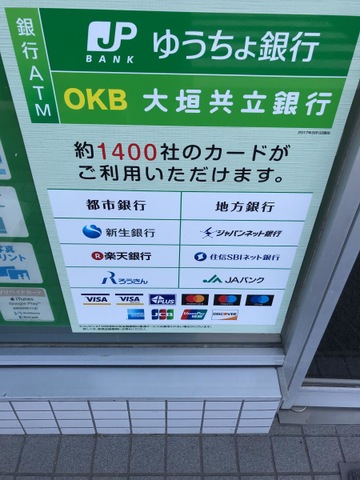 銀行ATM
JP BANK ゆうちょ銀行
OKB 大垣共立銀行
約1400社のカードが
ご利用いただけます。
都市銀行 地方銀行
新生銀行 ジャパンネット銀行
楽天銀行 住信SBIネット銀行
ろうきん JAバンク
VISA VISA PLUS
JCB DISCOVER
iTunes
Google Play